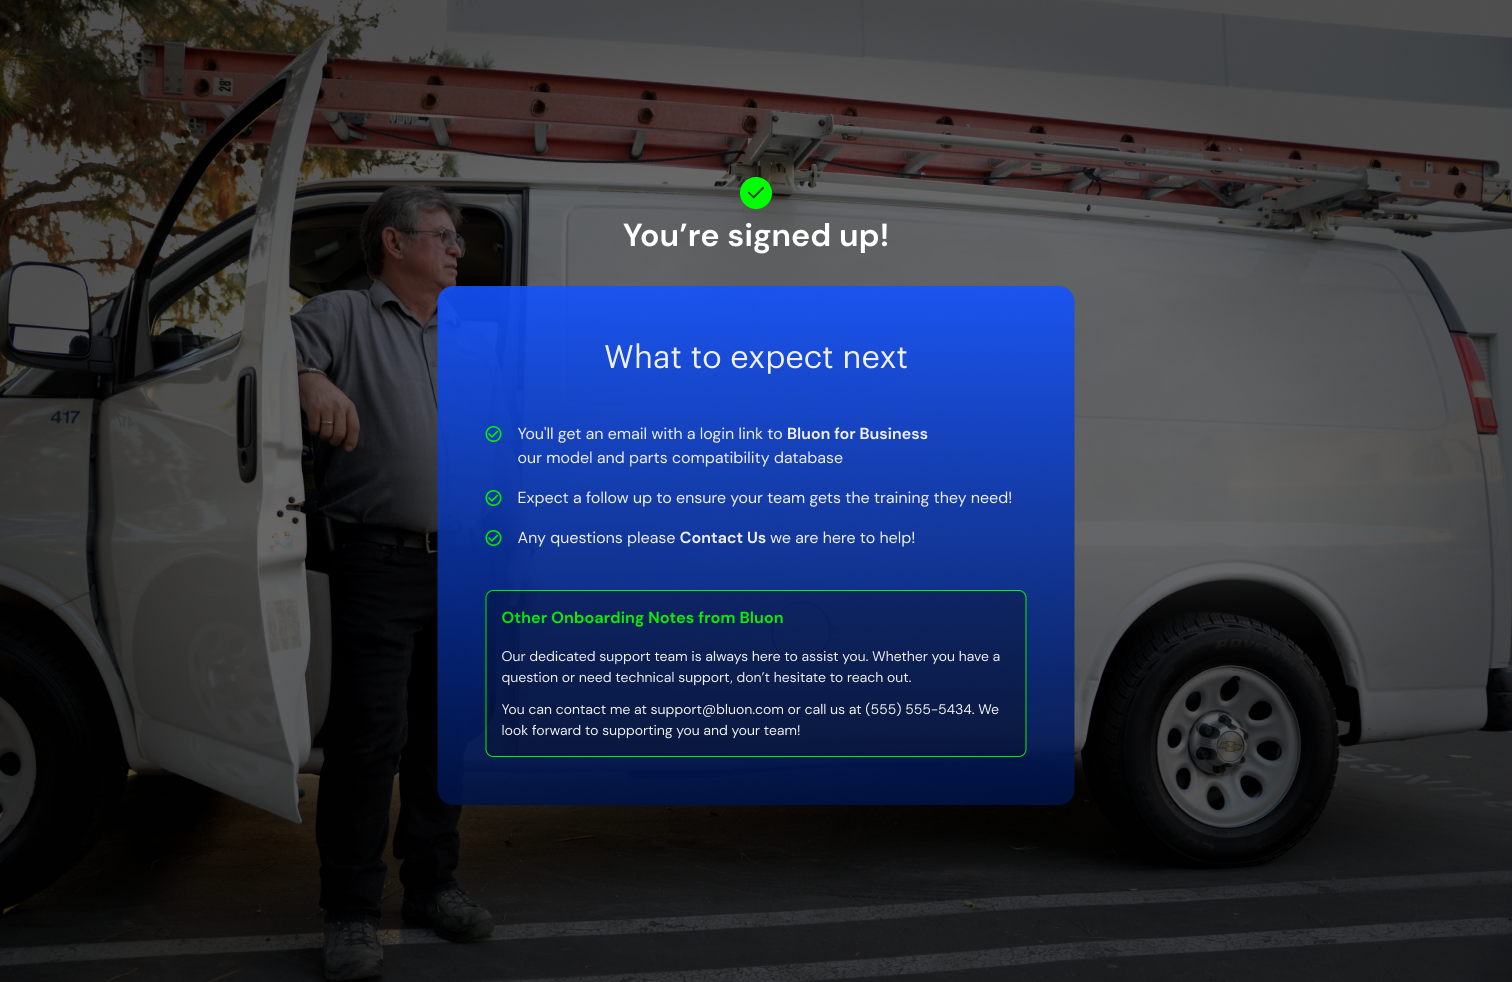 28'
You’re signed up!
What to expect next
417
You'll get an email with a login link to Bluon for Business
our model and parts compatibility database
Expect a follow up to ensure your team gets the training they need!
Any questions please Contact Us we are here to help!
Other Onboarding Notes from Bluon
Our dedicated support team is always here to assist you. Whether you have a
question or need technical support, don’t hesitate to reach out.
You can contact me at support@bluon.com or call us at (555) 555-5434. We
look forward to supporting you and your team!